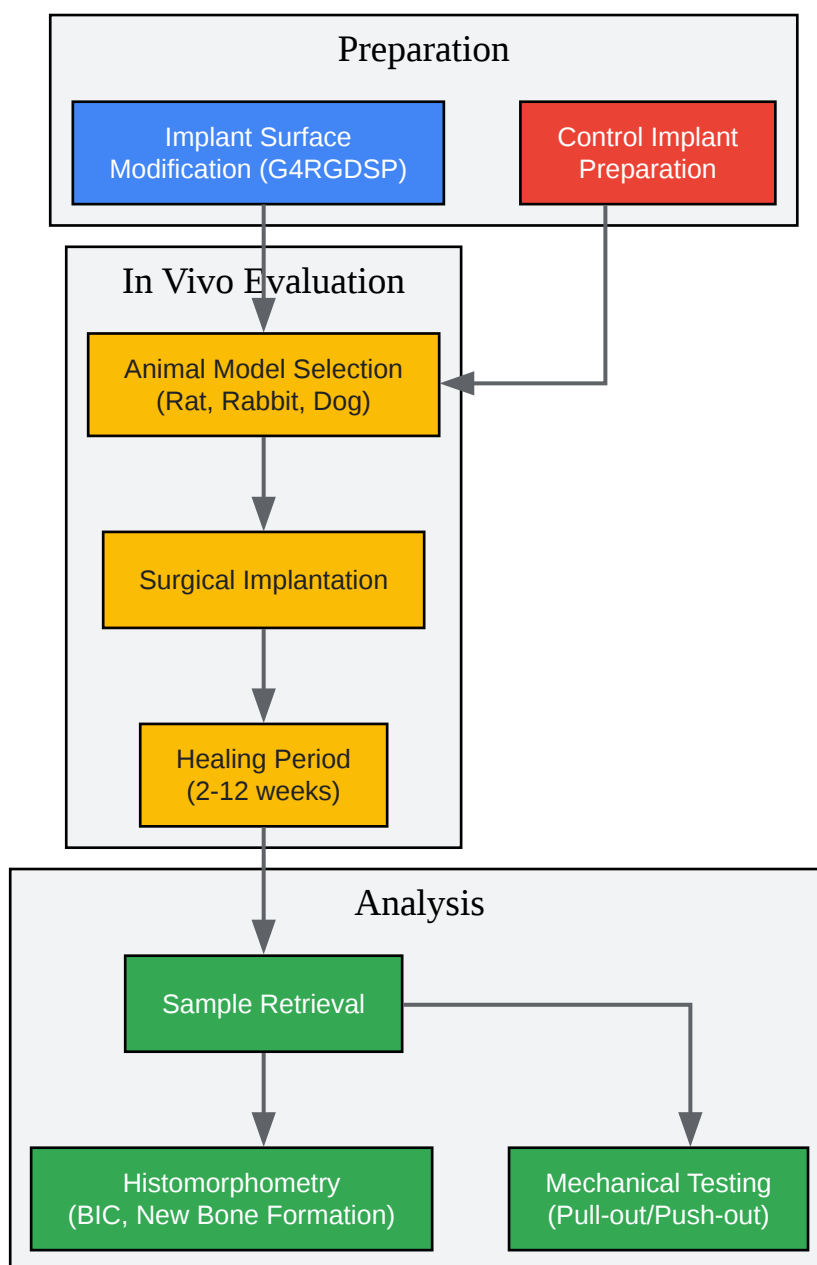 Preparation
Implant Surface
Modification (G4RGDSP)
Control Implant
Preparation
In Vivo Evaluation
Animal Model Selection
(Rat, Rabbit, Dog)
Surgical Implantation
Healing Period
(2-12 weeks)
Analysis
Sample Retrieval
Histomorphometry
(BIC, New Bone Formation)
Mechanical Testing
(Pull-out/Push-out)